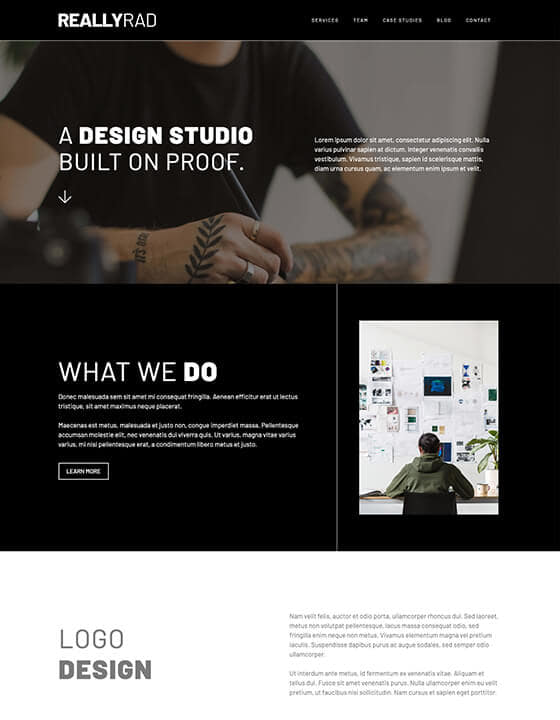 REALLYRAD
SERVICES TEAM CASE STUDIES BLOG CONTACT
A DESIGN STUDIO
BUILT ON PROOF.
Lorem ipsum dolor sit amet, consectetur adipiscing elit. Nulla
varius pulvinar sapien at dictum. Integer venenatis convallis
vestibulum. Vivamus tristique, sapien id scelerisque mattis,
diam urna cursus quam, ac elementum enim ipsum et velit.
WHAT WE DO
Donec malesuada sem sit amet mi consequat fringilla. Aenean efficitur erat ut lectus
tristique, sit amet maximus neque placerat.
Maecenas est metus, malesuada et justo non, congue imperdiet massa. Pellentesque
accumsan molestie elit, nec venenatis dui viverra quis. Ut varius, magna vitae varius
varius, mi nisi pellentesque erat, a condimentum libero metus et justo.
LEARN MORE
LOGO
DESIGN
Nam velit felis, auctor et odio porta, ullamcorper rhoncus dui. Sed laoreet,
metus non volutpat pellentesque, lacus massa consequat odio, sed
fringilla enim neque non metus. Vivamus elementum magna vel pretium
iaculis. Suspendisse dapibus purus ac augue sodales, sed semper odio
ullamcorper.
Ut interdum ante metus, id fermentum ex venenatis vitae. Aliquam et
tellus dui. Fusce sit amet venenatis purus. Nulla ullamcorper enim eu velit
pretium, ut faucibus nisi sollicitudin. Nam cursus et sapien eget porttitor.